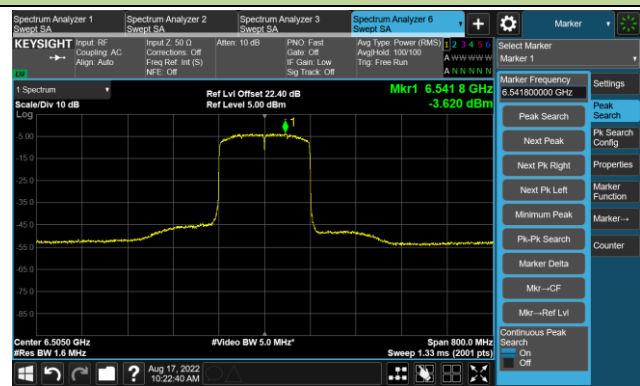 Spectrum Analyzer 1
Swept SA
Spectrum Analyzer 2
Swept SA
Spectrum Analyzer 3
Swept SA
Spectrum Analyzer 6
Swept SA
Marker
KEYSIGHT
Input: RF
Coupling: AC
Align: Auto
Input Z: 50 Ω
Corrections: Off
Freq Ref: Int (S)
NFE: Off
Atten: 10 dB
PNO: Fast
Gate: Off
IF Gain: Low
Sig Track: Off
Avg Type: Power (RMS)
Avg|Hold: 100/100
Trig: Free Run
1 2 3 4 5 6
A W W W W W
A N N N N N
Select Marker
Marker 1
LXI
1 Spectrum
Scale/Div 10 dB
Log
Ref Lvl Offset 22.40 dB
Ref Level 5.00 dBm
Mkr1 6.541 8 GHz
-3.620 dBm
1
-5.00
-15.0
-25.0
-35.0
-45.0
-55.0
-65.0
-75.0
-85.0
Center 6.5050 GHz
#Res BW 1.6 MHz
#Video BW 5.0 MHz*
Span 800.0 MHz
Sweep 1.33 ms (2001 pts)
Marker Frequency
6.541800000 GHz
Peak Search
Next Peak
Next Pk Right
Next Pk Left
Minimum Peak
Pk-Pk Search
Marker Delta
Mkr→CF
Mkr→Ref Lvl
Continuous Peak
Search
On
Off
Settings
Peak
Search
Pk Search
Config
Properties
Marker
Function
Marker→
Counter
?
Aug 17, 2022
10:22:40 AM